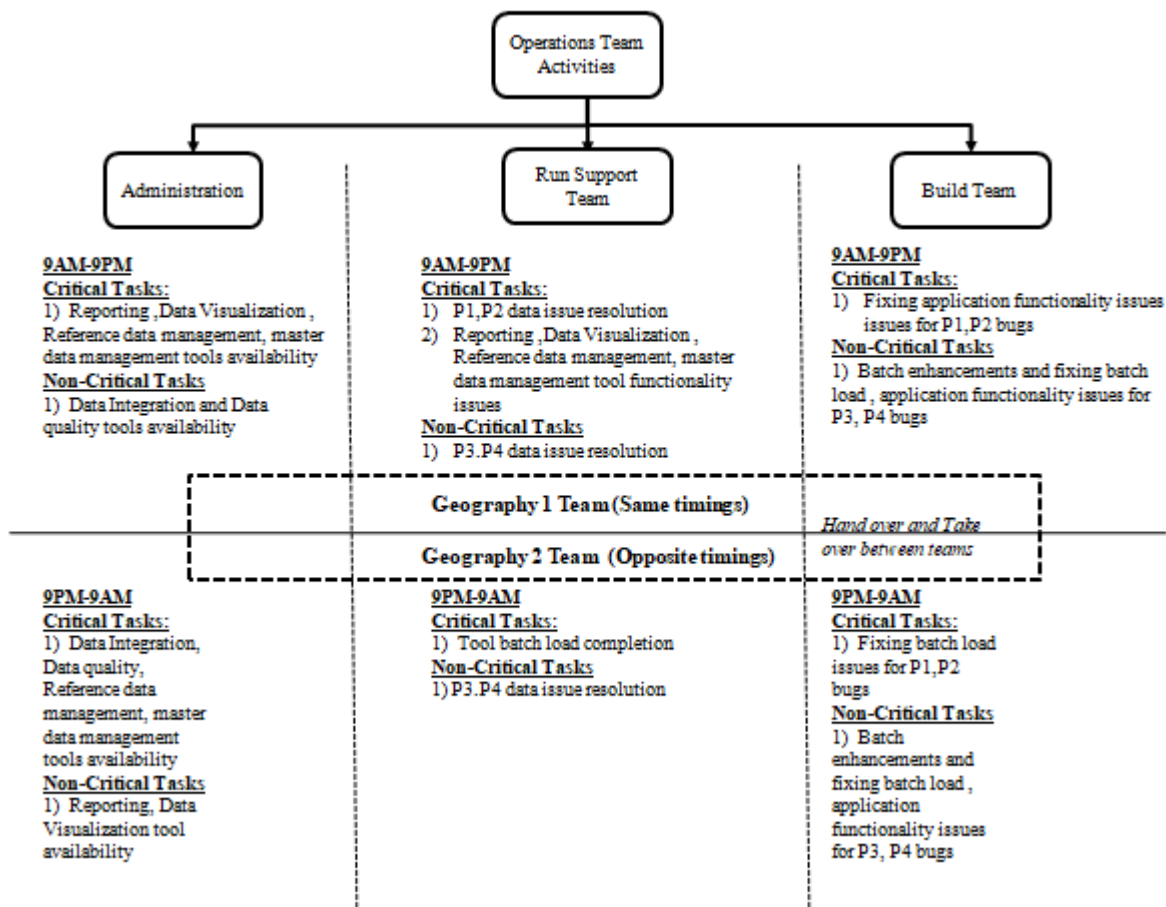 Operations Team
Activities
Administration
Run Support
Team
Build Team
9AM-9PM
Critical Tasks:
1) Reporting ,Data Visualization ,
Reference data management, master
data management tools availability
Non-Critical Tasks
1) Data Integration and Data
quality tools availability
9AM-9PM
Critical Tasks:
1) P1,P2 data issue resolution
2) Reporting ,Data Visualization ,
Reference data management, master
data management tool functionality
issues
Non-Critical Tasks
1) P3.P4 data issue resolution
9AM-9PM
Critical Tasks:
1) Fixing application functionality issues
issues for P1,P2 bugs
Non-Critical Tasks
1) Batch enhancements and fixing batch
load , application functionality issues for
P3, P4 bugs
Geography 1 Team (Same timings)
Geography 2 Team (Opposite timings)
Hand over and Take
over between teams
9PM-9AM
Critical Tasks:
1) Data Integration,
Data quality,
Reference data
management, master
data management
tools availability
Non-Critical Tasks
1) Reporting, Data
Visualization tool
availability
9PM-9AM
Critical Tasks:
1) Tool batch load completion
Non-Critical Tasks
1) P3.P4 data issue resolution
9PM-9AM
Critical Tasks:
1) Fixing batch load
issues for P1,P2
bugs
Non-Critical Tasks
1) Batch
enhancements and
fixing batch load ,
application
functionality issues
for P3, P4 bugs